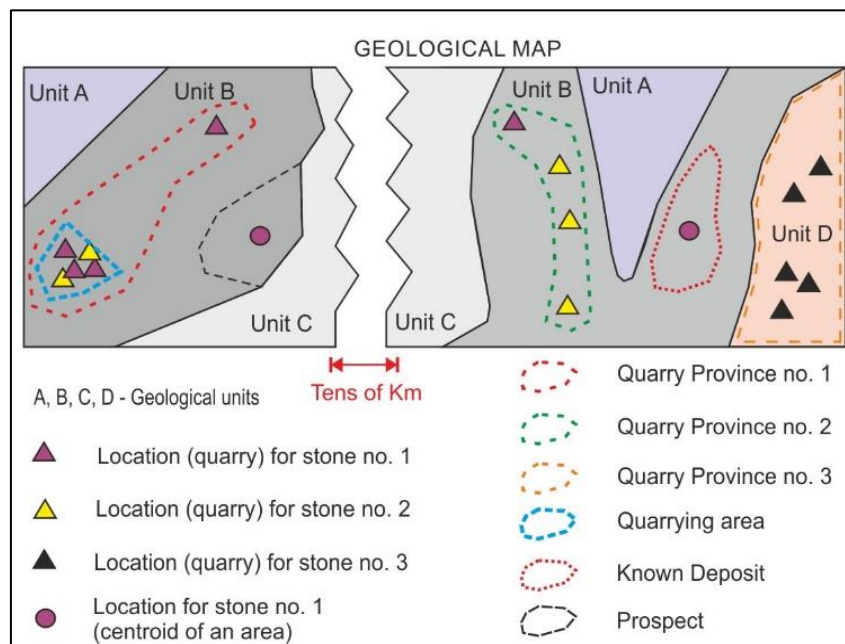 GEOLOGICAL MAP
Unit A
Unit B
Unit C
Unit B
Unit A
Unit D
Unit C
Tens of Km
A, B, C, D - Geological units
Location (quarry) for stone no. 1
Location (quarry) for stone no. 2
Location (quarry) for stone no. 3
Location for stone no. 1
(centroid of an area)
Quarry Province no. 1
Quarry Province no. 2
Quarry Province no. 3
Quarrying area
Known Deposit
Prospect